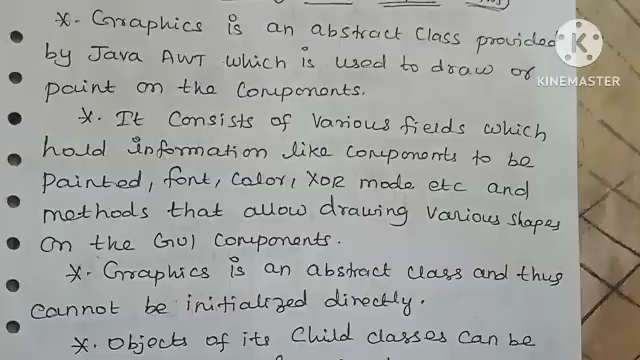 *. Graphics is an abstract class provided
by Java AWT which is used to draw or
paint on the components.
*. It consists of various fields which
hold information like components to be
painted, font, color, XOR mode etc and
methods that allow drawing various shapes
on the GUI components.
*. Graphics is an abstract class and thus
cannot be initialized directly.
*. Objects of its child classes can be
KINEMASTER